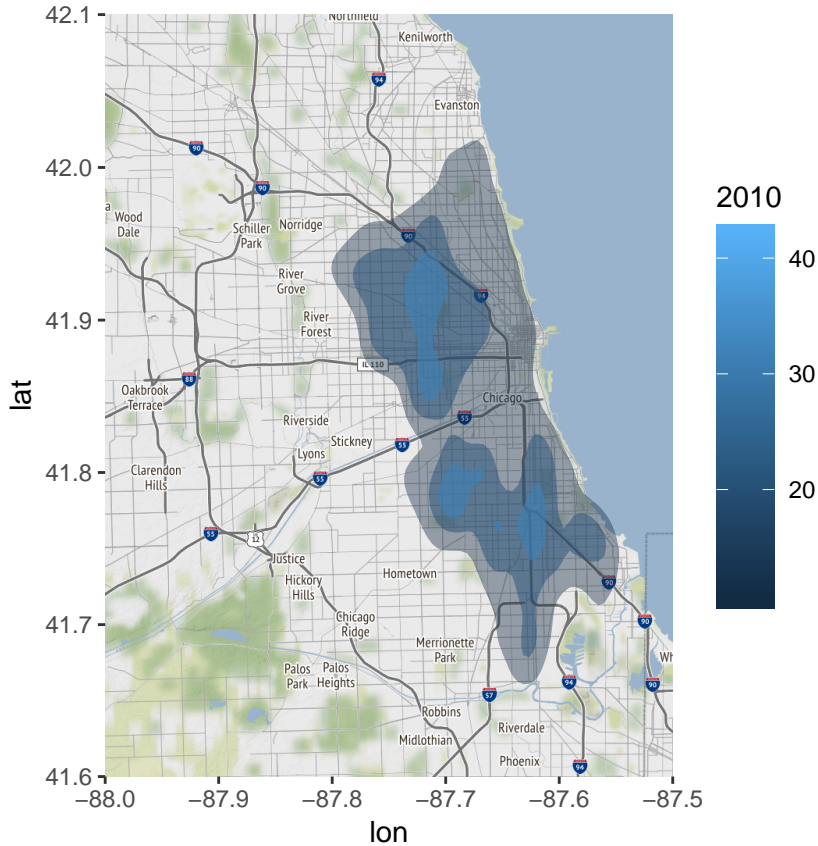 42.1
42.0
41.9
41.8
41.7
41.6
lat
−88.0
−87.9
−87.8
−87.7
−87.6
−87.5
lon
Northfield
Kenilworth
94
Evanston
90
90
a
Wood
Dale
Schiller
Park
Norridge
90
River
Grove
94
River
Forest
IL 110
88
Oakbrook
Terrace
Chicago
Riverside
55
Stickney
55
Lyons
Clarendon
Hills
55
55
US
12
Justice
Hometown
Hickory
Hills
90
Chicago
Ridge
90
Merrionette
Park
Wh
Palos
Park
Palos
Heights
94
90
57
Robbins
Riverdale
Midlothian
Phoenix
94
2010
40
30
20